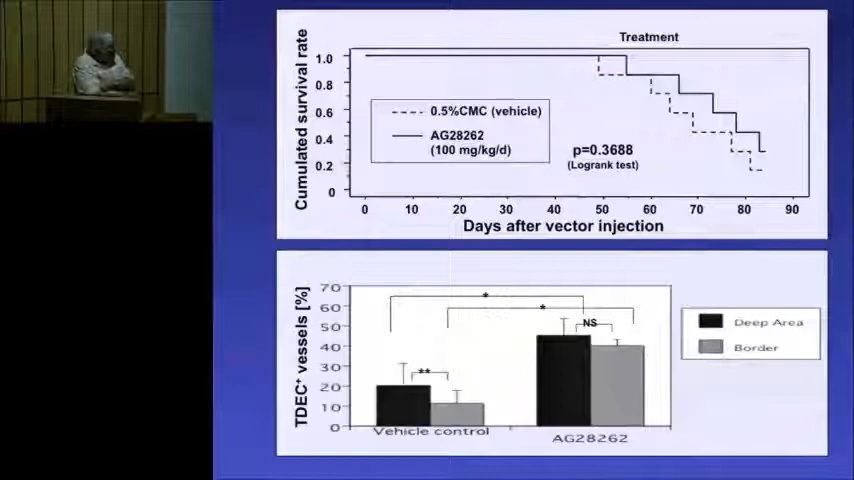 Treatment
Cumulated survival rate
1.0
0.8
0.6
0.4
0.2
0
0.5%CMC (vehicle)
AG28262
(100 mg/kg/d)
p=0.3688
(Logrank test)
0 10 20 30 40 50 60 70 80 90
Days after vector injection
TDEC+ vessels [%]
70
60
50
40
30
20
10
0
*
*
**
NS
Deep Area
Border
Vehicle control
AG28262